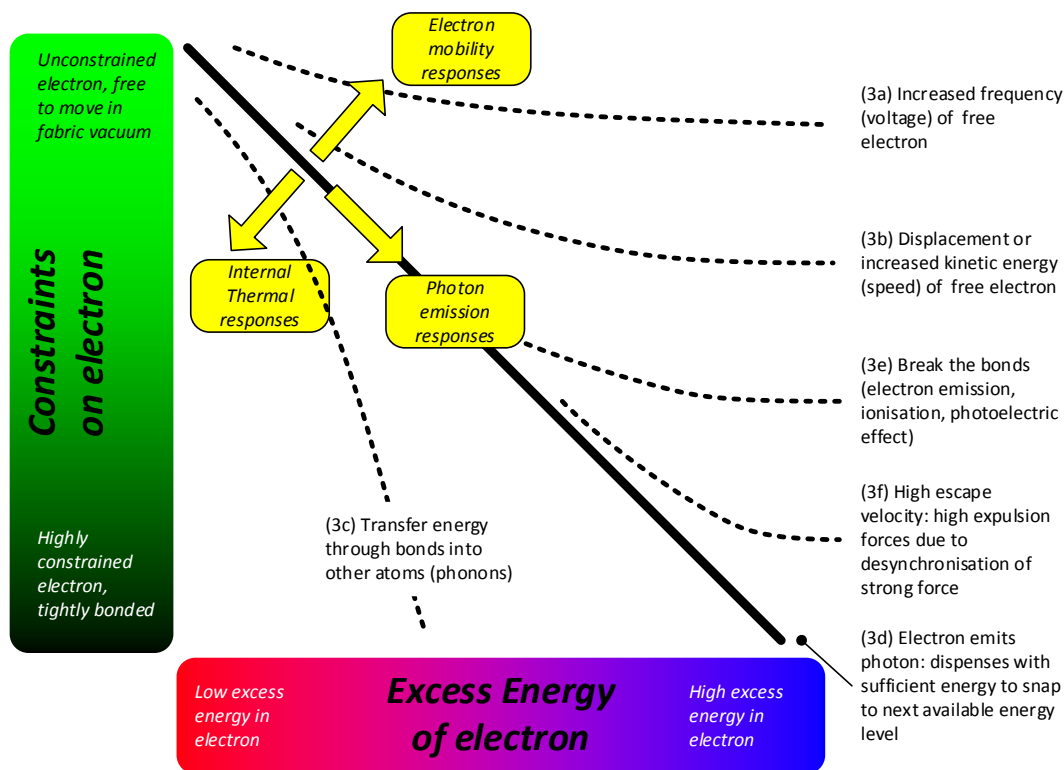 Unconstrained
electron, free
to move in
fabric vacuum
Constraints
on electron
Highly
constrained
electron,
tightly bonded
Electron
mobility
responses
Internal
Thermal
responses
Photon
emission
responses
(3a) Increased frequency
(voltage) of  free
electron
(3b) Displacement or
increased kinetic energy
(speed) of  free electron
(3e) Break the bonds
(electron emission,
ionisation, photoelectric
effect)
(3f) High escape
velocity: high expulsion
forces due to
desynchronisation of
strong force
(3c) Transfer energy
through bonds into
other atoms (phonons)
(3d) Electron emits
photon: dispenses with
sufficient energy to snap
to next available energy
level
Low excess
energy in
electron
Excess Energy
of electron
High excess
energy in
electron